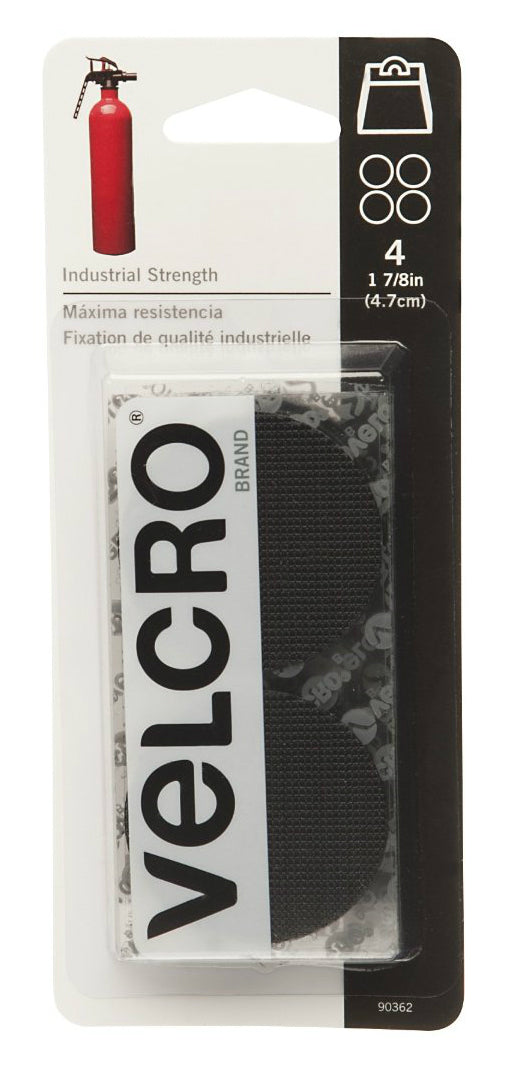 Industrial Strength
Máxima resistencia
Fixation de qualité industrielle
4
1 7/8in
(4.7cm)
VELCRO®
BRAND
90362